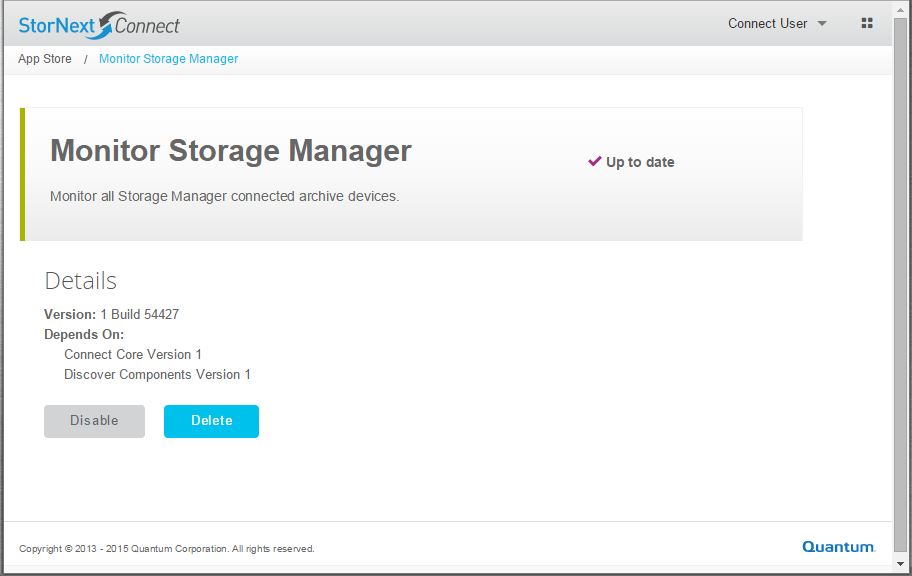 StorNext Connect
Connect User
App Store / Monitor Storage Manager
Monitor Storage Manager
Up to date
Monitor all Storage Manager connected archive devices.
Details
Version: 1 Build 54427
Depends On:
Connect Core Version 1
Discover Components Version 1
Disable Delete
Copyright © 2013 - 2015 Quantum Corporation. All rights reserved.
Quantum.